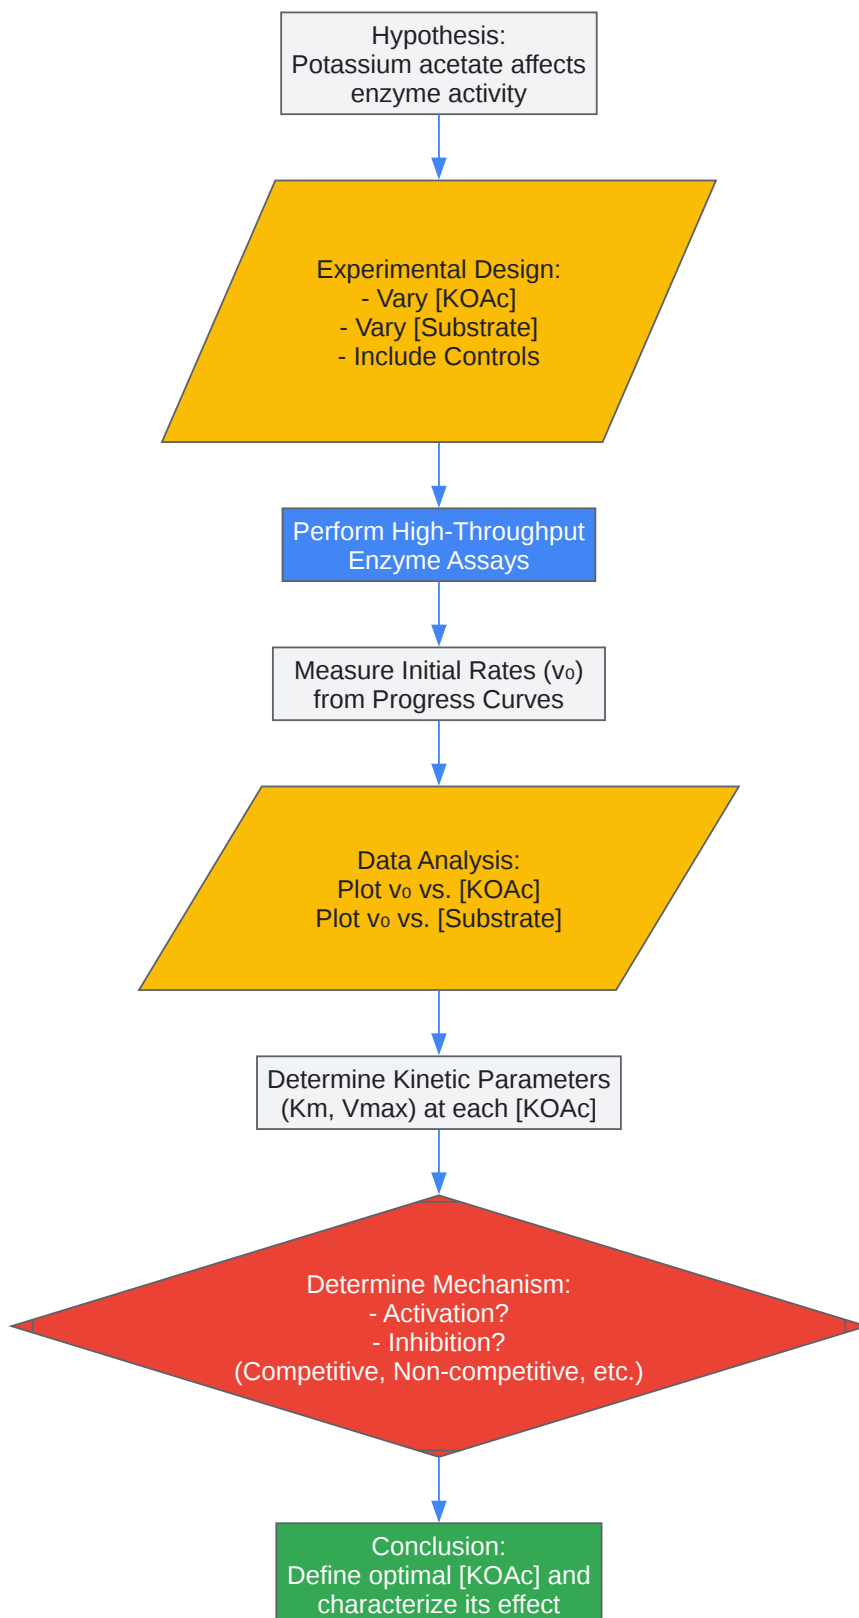 Hypothesis:
Potassium acetate affects
enzyme activity
Experimental Design:
- Vary [KOAc]
- Vary [Substrate]
- Include Controls
Perform High-Throughput
Enzyme Assays
Measure Initial Rates (v₀)
from Progress Curves
Data Analysis:
Plot v₀ vs. [KOAc]
Plot v₀ vs. [Substrate]
Determine Kinetic Parameters
(Km, Vmax) at each [KOAc]
Determine Mechanism:
- Activation?
- Inhibition?
(Competitive, Non-competitive, etc.)
Conclusion:
Define optimal [KOAc] and
characterize its effect